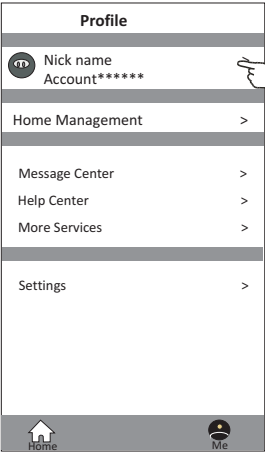 Profile
Nick name
Account******
Home Management >
Message Center >
Help Center >
More Services >
Settings >
Home Me